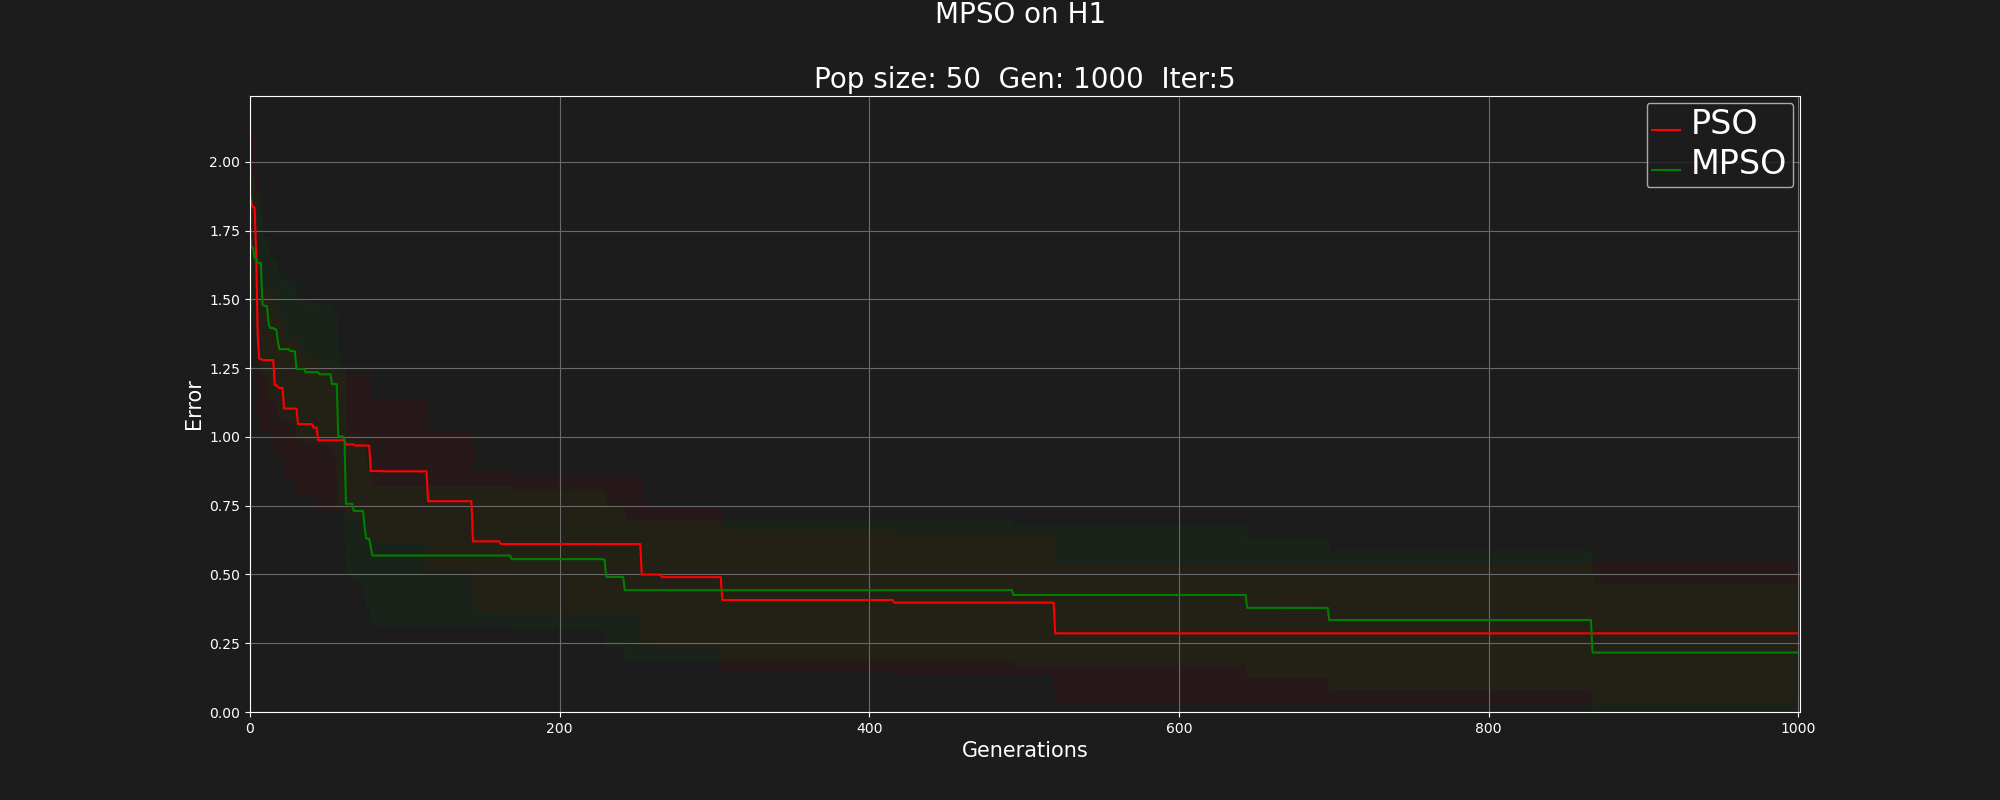 MPSO on H1
Pop size: 50  Gen: 1000  Iter:5
PSO
MPSO
2.00
1.75
1.50
1.25
1.00
0.75
0.50
0.25
0.00
Error
0 200 400 600 800 1000
Generations